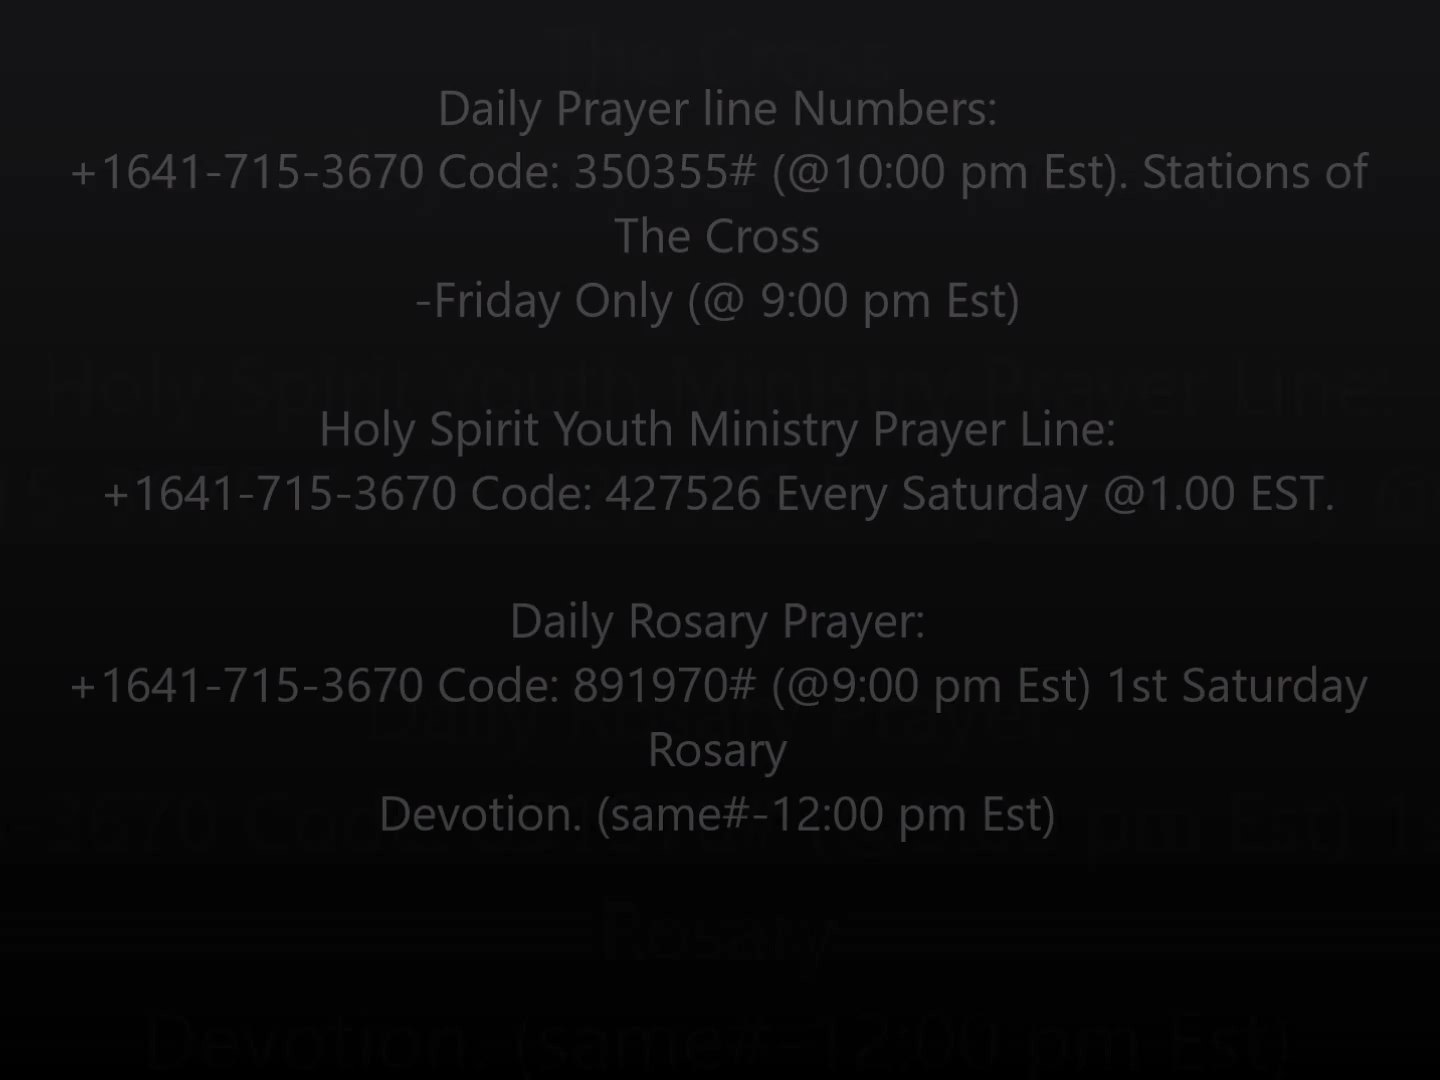 Daily Prayer line Numbers:
+1641-715-3670 Code: 350355# (@10:00 pm Est). Stations of
The Cross
-Friday Only (@ 9:00 pm Est)
Holy Spirit Youth Ministry Prayer Line:
+1641-715-3670 Code: 427526 Every Saturday @1.00 EST.
Daily Rosary Prayer:
+1641-715-3670 Code: 891970# (@9:00 pm Est) 1st Saturday
Rosary
Devotion. (same#-12:00 pm Est)